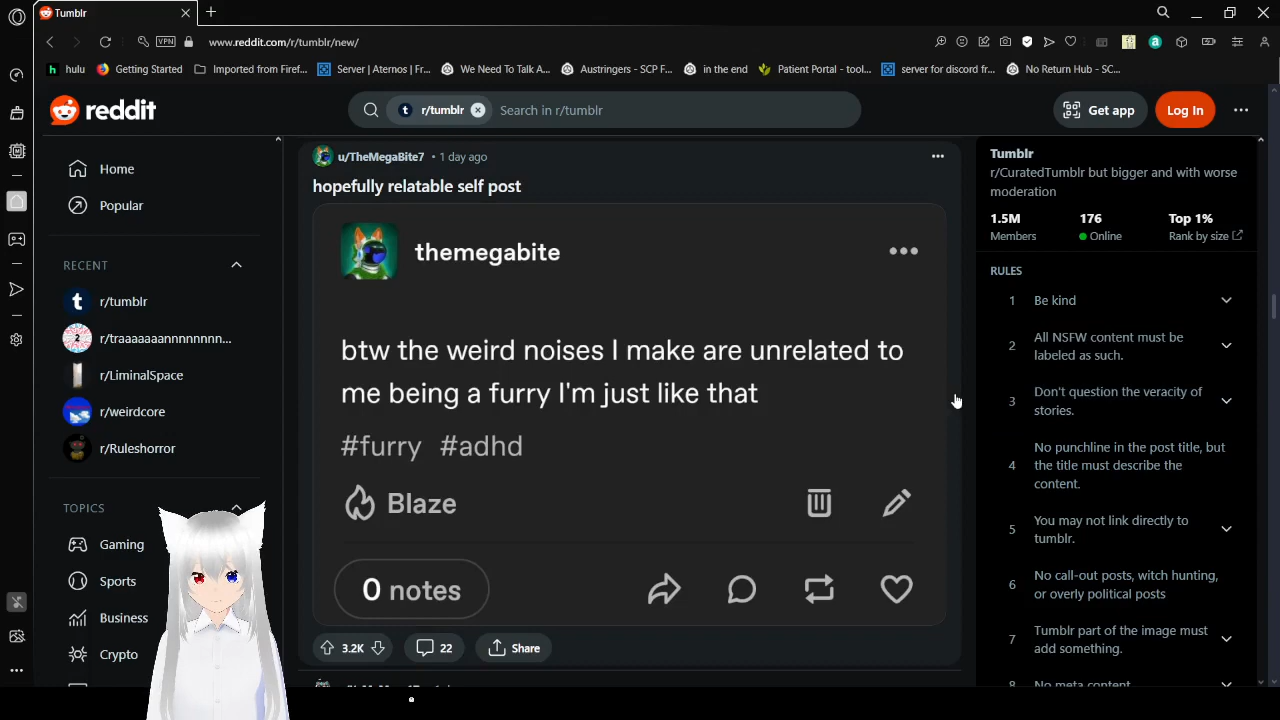 Tumblr
VPN
www.reddit.com/r/tumblr/new/
hulu
Getting Started
Imported from Firef...
Server | Aternos | Fr...
We Need To Talk A...
Austringers - SCP F...
in the end
Patient Portal - tool...
server for discord fr...
No Return Hub - SC...
reddit
r/tumblr
Search in r/tumblr
Get app
Log In
Home
Popular
RECENT
r/tumblr
r/traaaaaaannnnnnnn...
r/LiminalSpace
r/weirdcore
r/Ruleshorror
TOPICS
Gaming
Sports
Business
Crypto
u/TheMegaBite7 • 1 day ago
hopefully relatable self post
themegabite
btw the weird noises I make are unrelated to
me being a furry I'm just like that
#furry #adhd
Blaze
0 notes
3.2K
22
Share
Tumblr
r/CuratedTumblr but bigger and with worse
moderation
1.5M 176 Top 1%
Members Online Rank by size
RULES
1 Be kind
2 All NSFW content must be
labeled as such.
3 Don't question the veracity of
stories.
4 No punchline in the post title, but
the title must describe the
content.
5 You may not link directly to
tumblr.
6 No call-out posts, witch hunting,
or overly political posts
7 Tumblr part of the image must
add something.
8 No meta content